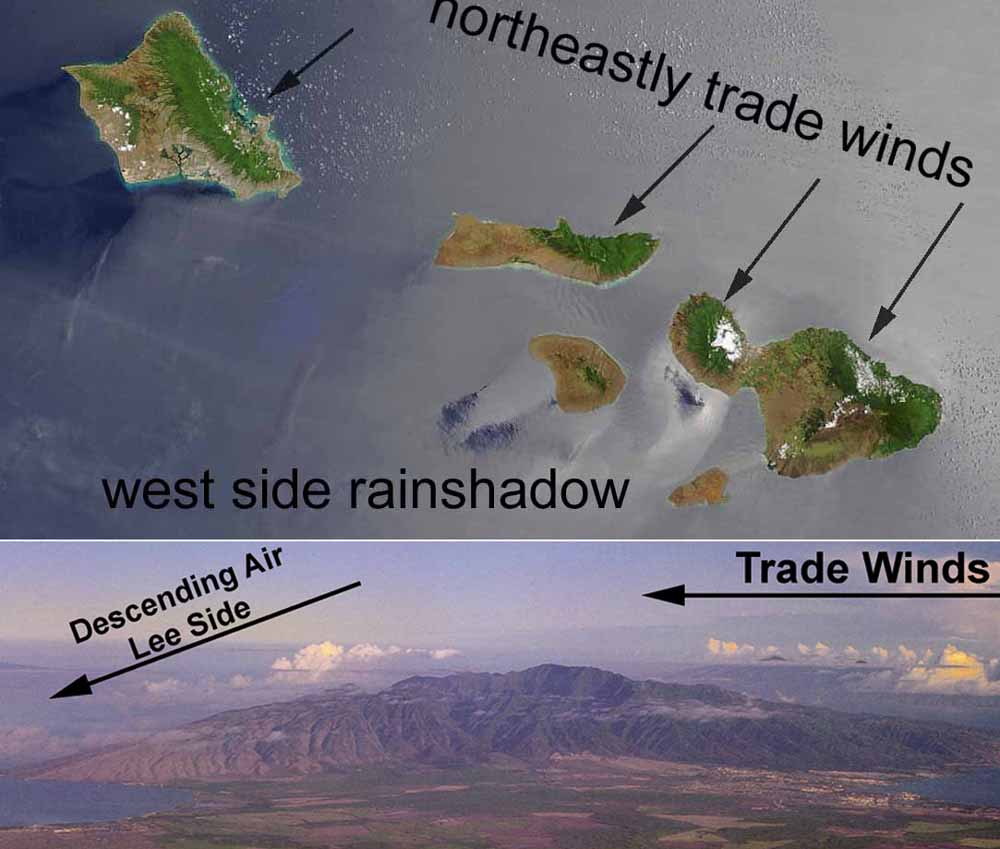 northeastly trade winds
west side rainshadow
Descending Air
Lee Side
Trade Winds